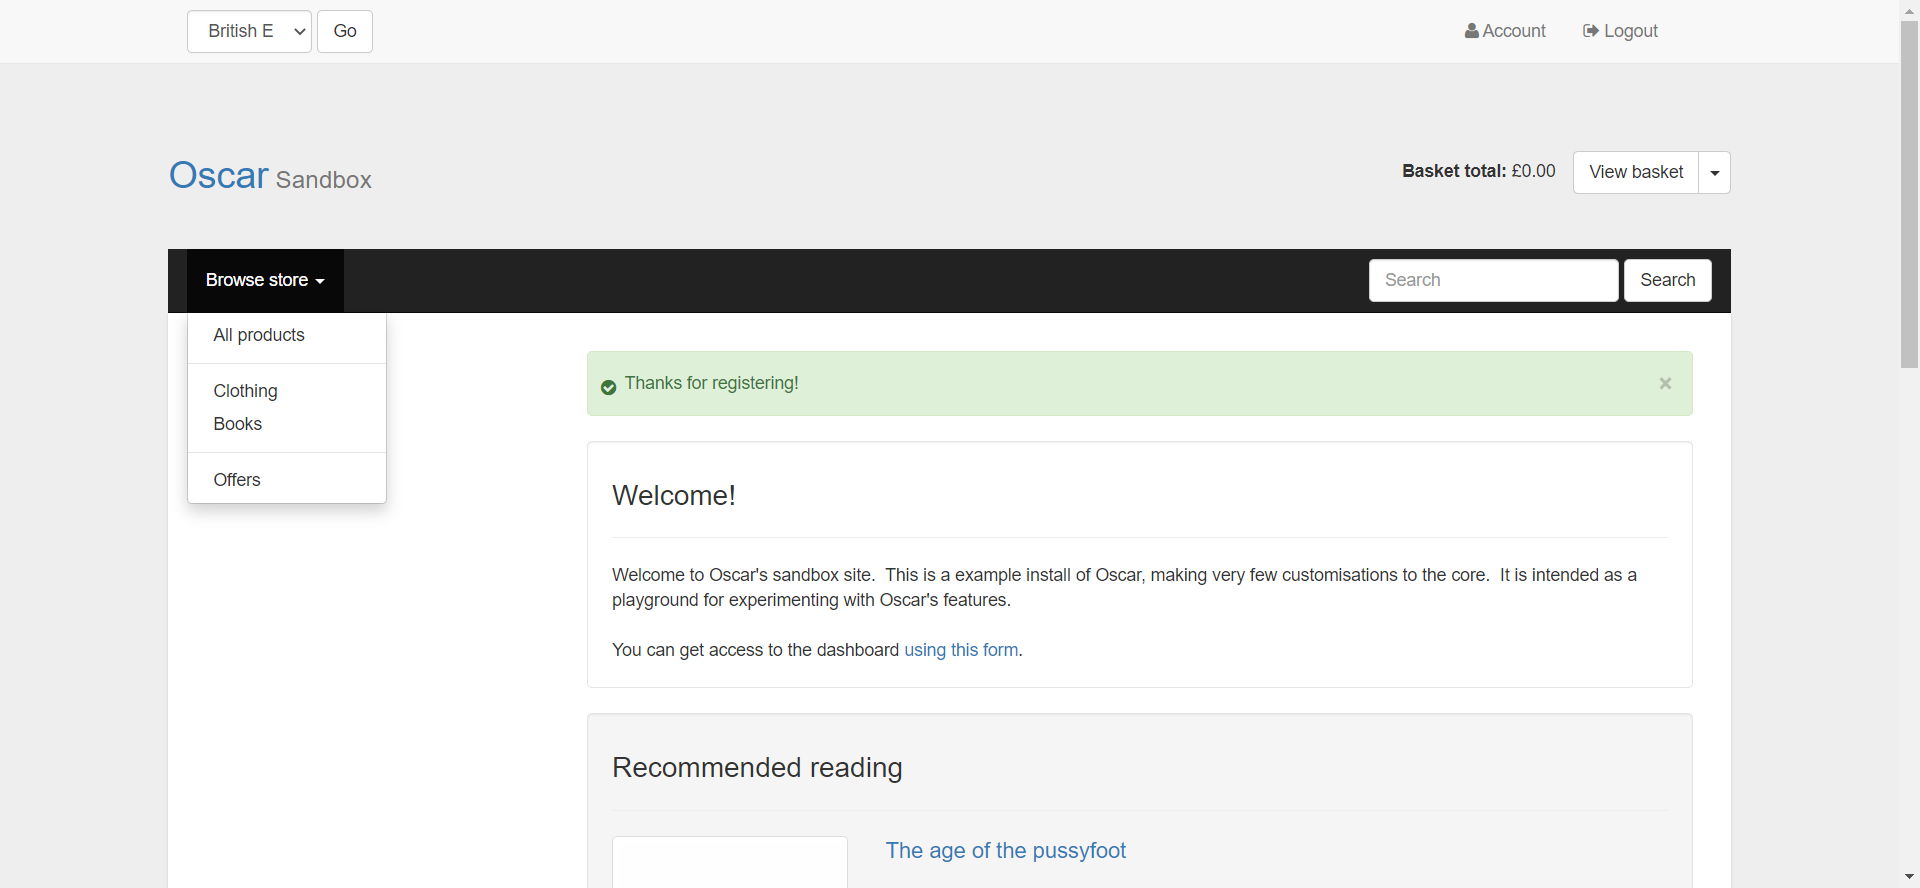 British E
Go
Account
Logout
Oscar Sandbox
Basket total: £0.00
View basket
Browse store
Search
Search
All products
Clothing
Books
Offers
Thanks for registering!
×
Welcome!
Welcome to Oscar's sandbox site.  This is a example install of Oscar, making very few customisations to the core.  It is intended as a
playground for experimenting with Oscar's features.
You can get access to the dashboard using this form.
Recommended reading
The age of the pussyfoot